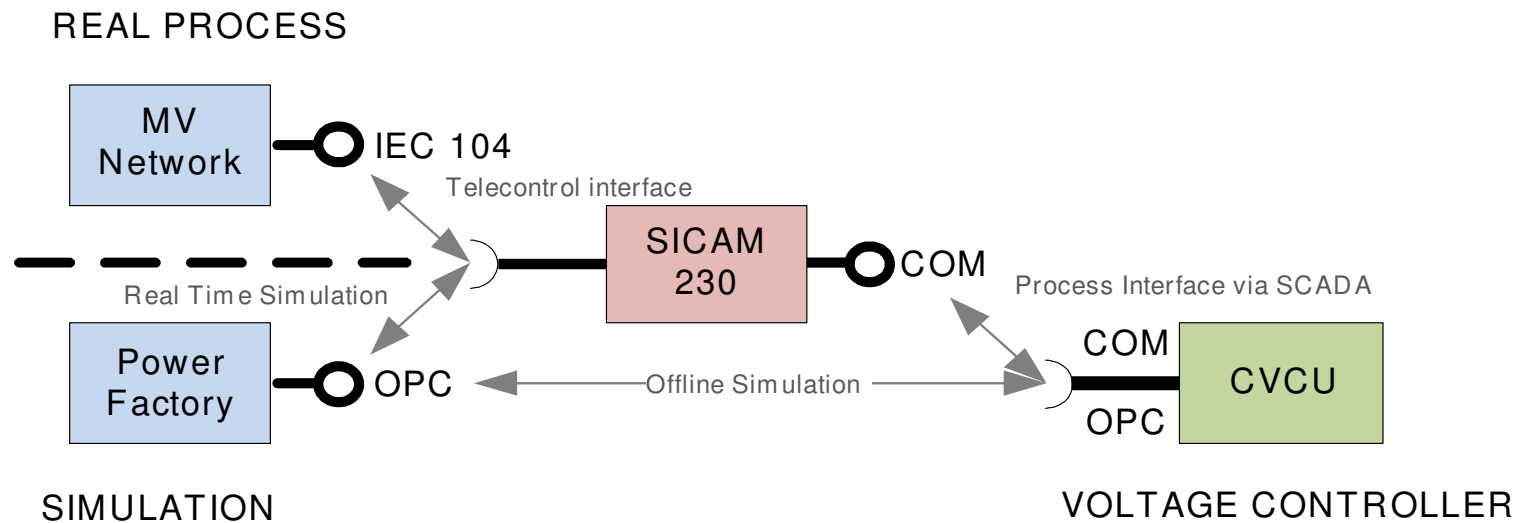 REAL PROCESS
MV
Network
IEC 104
Telecontrol interface
SICAM
230
COM
Process Interface via SCADA
Real Time Simulation
Power
Factory
OPC
Offline Simulation
COM
OPC
CVCU
SIMULATION
VOLTAGE CONTROLLER